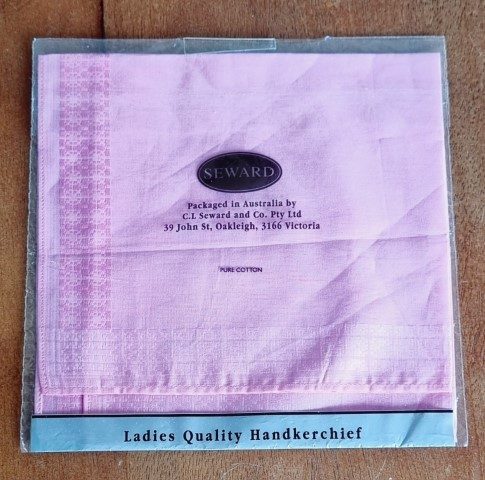 SEWARD
Packaged in Australia by
C.L Seward and Co. Pty Ltd
39 John St, Oakleigh, 3166 Victoria
PURE COTTON
Ladies Quality Handkerchief